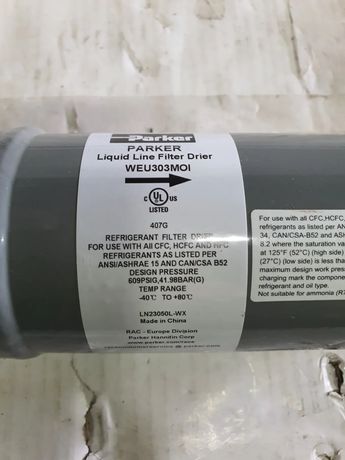 Parker
PARKER
Liquid Line Filter Drier
WEU303MOI
C UL US
LISTED
407G
REFRIGERANT FILTER DRIER
FOR USE WITH All CFC, HCFC AND HFC
REFRIGERANTS AS LISTED PER
ANSI/ASHRAE 15 AND CAN/CSA B52
DESIGN PRESSURE
609PSIG,41.98BAR(G)
TEMP RANGE
-40℃ TO +80℃
LN23050L-WX
Made in China
RAC - Europe Division
Parker Hannifin Corp
www.parker.com/race
@ parker.com
For use with all CFC,HCFC,
refrigerants as listed per AN
34, CAN/CSA-B52 and ASH
8.2 where the saturation va
at 125°F (52°C) (high side)
(27°C) (low side) is less tha
maximum design work press
charging mark the compone
refrigerant and oil type.
Not suitable for ammonia (R7